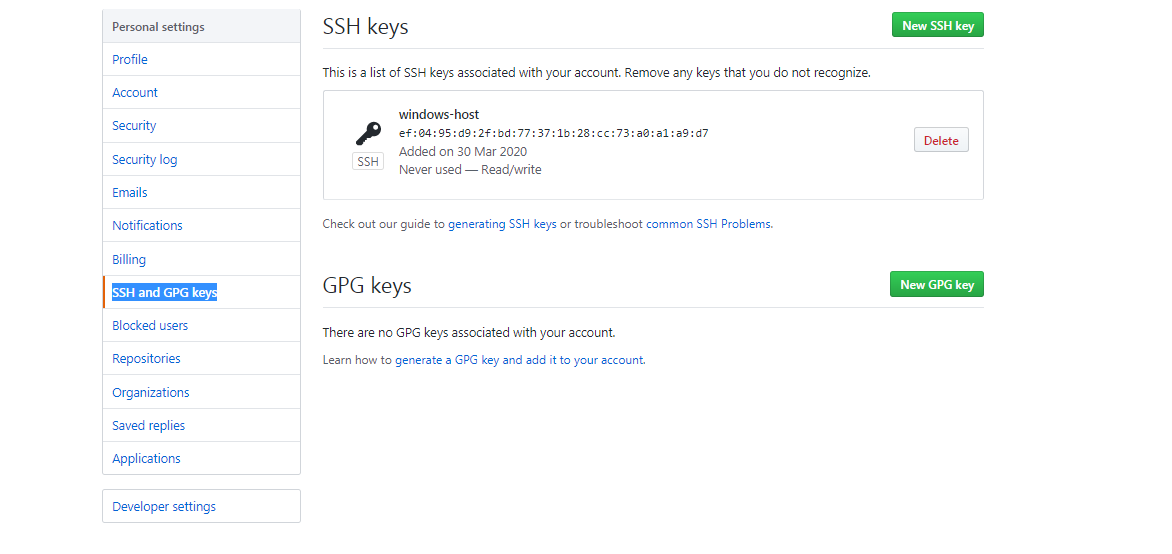 Personal settings
Profile
Account
Security
Security log
Emails
Notifications
Billing
SSH and GPG keys
Blocked users
Repositories
Organizations
Saved replies
Applications
Developer settings
SSH keys
New SSH key
This is a list of SSH keys associated with your account. Remove any keys that you do not recognize.
windows-host
ef:04:95:d9:2f:bd:77:37:1b:28:cc:73:a0:a1:a9:d7
Added on 30 Mar 2020
Never used — Read/write
SSH
Delete
Check out our guide to generating SSH keys or troubleshoot common SSH Problems.
GPG keys
New GPG key
There are no GPG keys associated with your account.
Learn how to generate a GPG key and add it to your account.